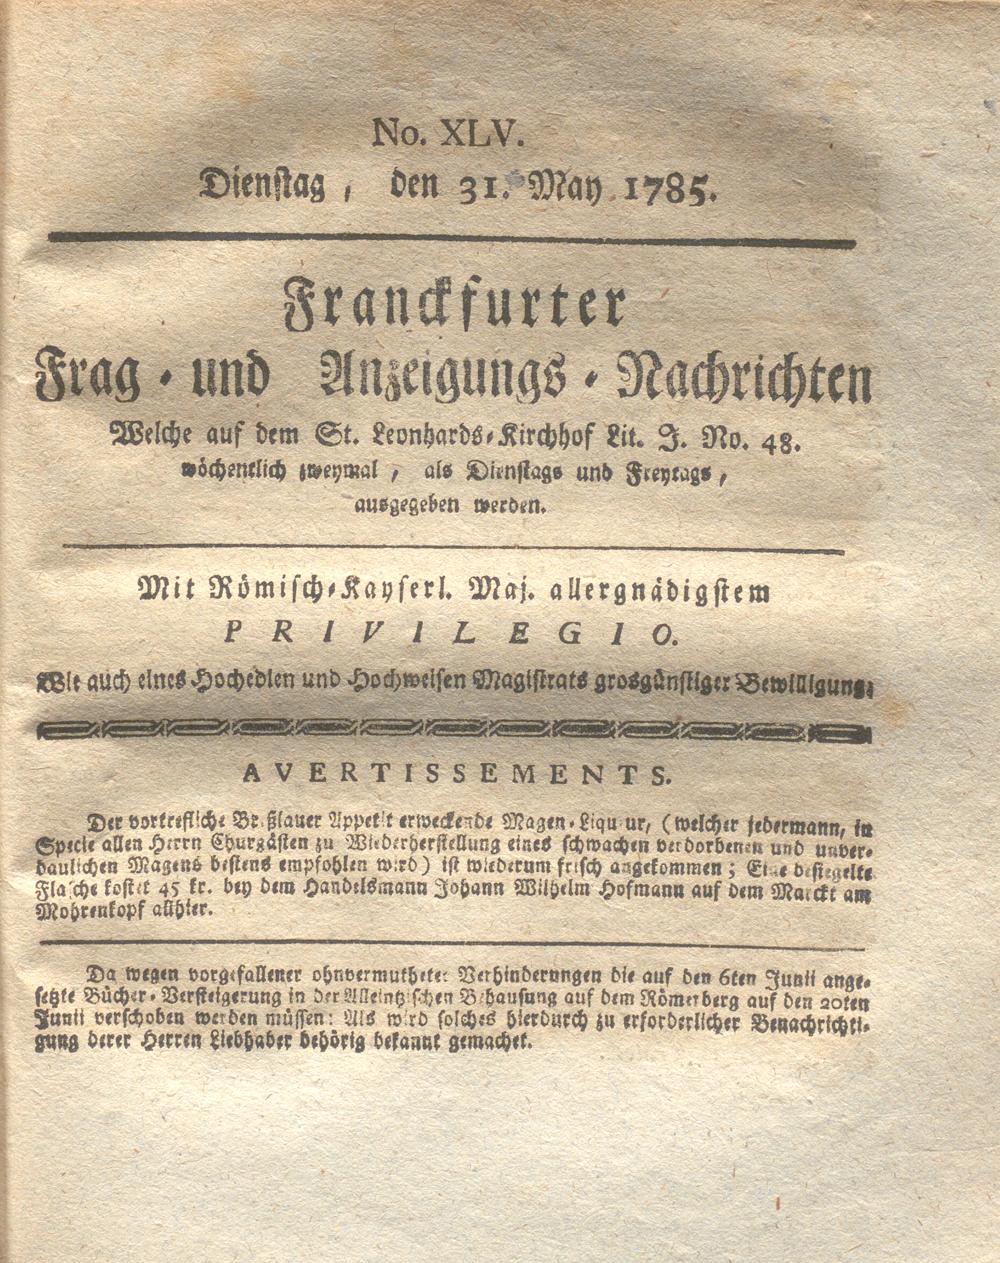 No. XLV.
Dienstag, den 31. May 1785.
Franckfurter
Frag- und Anzeigungs-Nachrichten
Welche auf dem St. Leonhards-Kirchhof Lit. J. No. 48.
wöchentlich zweymal, als Dienstags und Freytags,
ausgegeben werden.
Mit Römisch-Kayserl. Maj. allergnädigstem
PRIVILEGIO.
Wie auch eines Hochedlen und Hochweisen Magistrats grosgünstiger Bewilligung.
AVERTISSEMENTS.
Der vortrefliche Breßlauer Appetit erweckende Magen-Liqueur, (welcher jedermann, in
Specie allen Herrn Churgästen zu Wiederherstellung eines schwachen verdorbenen und unver-
daulichen Magens bestens empfohlen wird) ist wiederum frisch angekommen; Eine besiegelte
Flasche kostet 45 kr. bey dem Handelsmann Johann Wilhelm Hofmann auf dem Marckt am
Mohrenkopf allhier.
Da wegen vorgefallener ohnvermutheter Verhinderungen die auf den 6ten Junii ange-
setzte Bücher-Versteigerung in der Alleintzischen Behausung auf dem Römerberg auf den 20ten
Junii verschoben werden müssen: Als wird solches hierdurch zu erforderlicher Benachrichti-
gung derer Herren Liebhaber behörig bekannt gemachet.